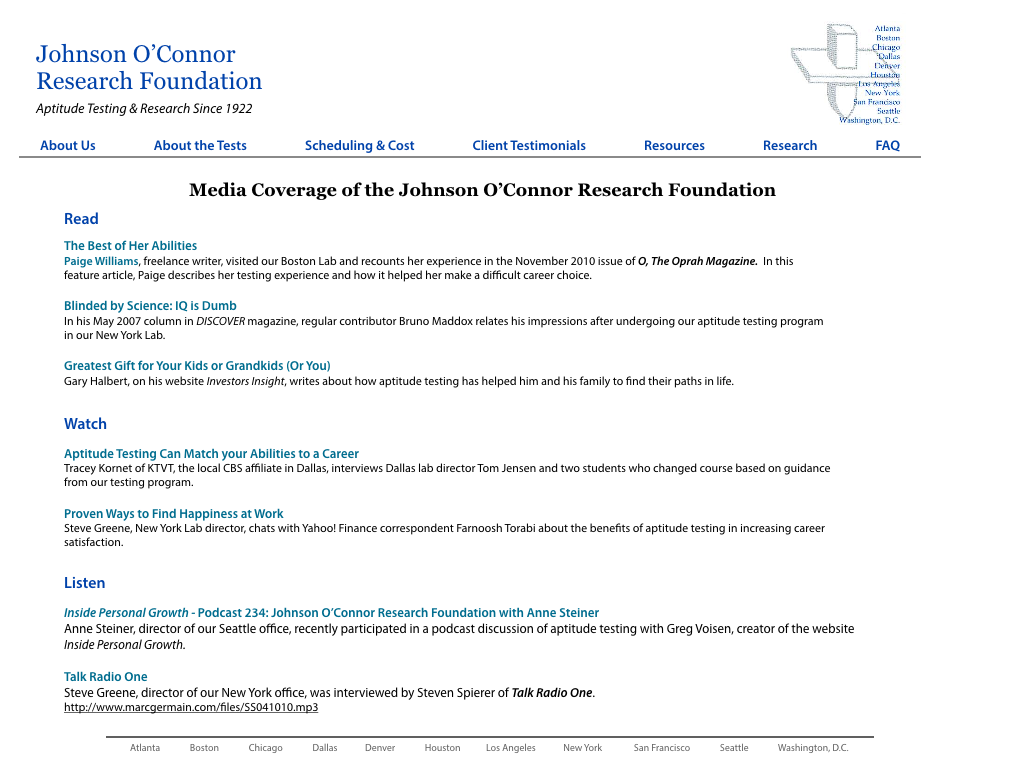 Johnson O’Connor
Research Foundation
Aptitude Testing & Research Since 1922
Atlanta
Boston
Chicago
Dallas
Denver
Houston
Los Angeles
New York
San Francisco
Seattle
Washington, D.C.
About Us About the Tests Scheduling & Cost Client Testimonials Resources Research FAQ
Media Coverage of the Johnson O’Connor Research Foundation
Read
The Best of Her Abilities
Paige Williams, freelance writer, visited our Boston Lab and recounts her experience in the November 2010 issue of O, The Oprah Magazine. In this
feature article, Paige describes her testing experience and how it helped her make a difficult career choice.
Blinded by Science: IQ is Dumb
In his May 2007 column in DISCOVER magazine, regular contributor Bruno Maddox relates his impressions after undergoing our aptitude testing program
in our New York Lab.
Greatest Gift for Your Kids or Grandkids (Or You)
Gary Halbert, on his website Investors Insight, writes about how aptitude testing has helped him and his family to find their paths in life.
Watch
Aptitude Testing Can Match your Abilities to a Career
Tracey Kornet of KTVT, the local CBS affiliate in Dallas, interviews Dallas lab director Tom Jensen and two students who changed course based on guidance
from our testing program.
Proven Ways to Find Happiness at Work
Steve Greene, New York Lab director, chats with Yahoo! Finance correspondent Farnoosh Torabi about the benefits of aptitude testing in increasing career
satisfaction.
Listen
Inside Personal Growth - Podcast 234: Johnson O’Connor Research Foundation with Anne Steiner
Anne Steiner, director of our Seattle office, recently participated in a podcast discussion of aptitude testing with Greg Voisen, creator of the website
Inside Personal Growth.
Talk Radio One
Steve Greene, director of our New York office, was interviewed by Steven Spierer of Talk Radio One.
http://www.marcgermain.com/files/SS041010.mp3
Atlanta Boston Chicago Dallas Denver Houston Los Angeles New York San Francisco Seattle Washington, D.C.